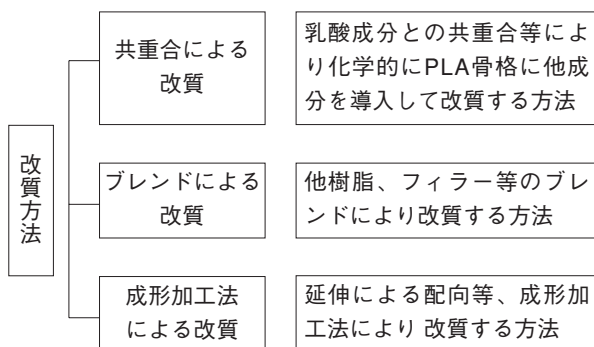 改質方法
共重合による
改質
乳酸成分との共重合等によ
り化学的にPLA骨格に他成
分を導入して改質する方法
ブレンドによる
改質
他樹脂、フィラー等のブレ
ンドにより改質する方法
成形加工法
による改質
延伸による配向等、成形加
工法により 改質する方法